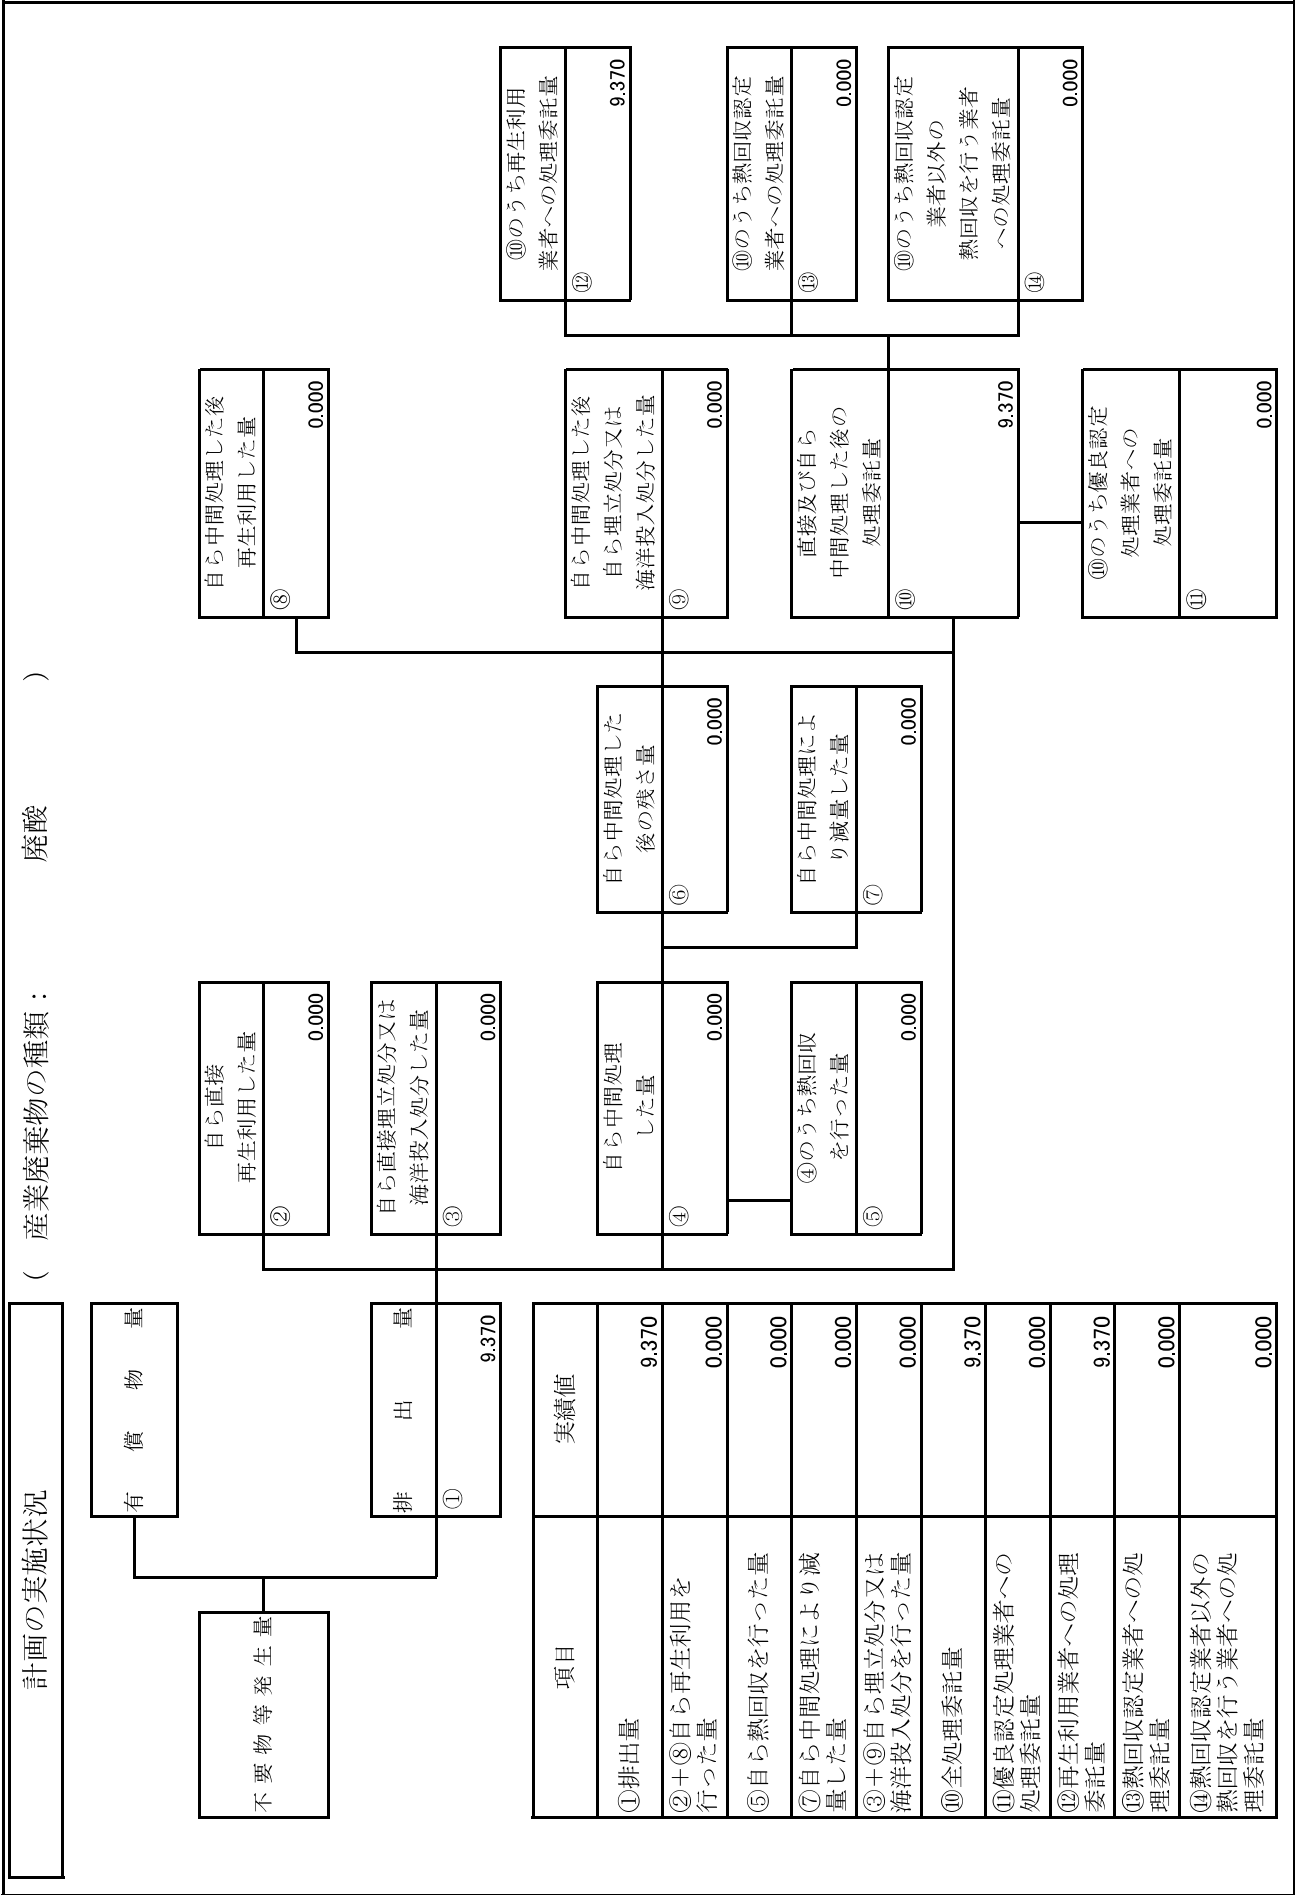 計画の実施状況
（　産業廃棄物の種類：　廃酸　）
不要物等発生量
有償物量
排出量
①
9.370
自ら直接
再生利用した量
②
0.000
自ら直接埋立処分又は
海洋投入処分した量
③
0.000
自ら中間処理
した量
④
0.000
④のうち熱回収
を行った量
⑤
0.000
自ら中間処理した
後の残さ量
⑥
0.000
自ら中間処理によ
り減量した量
⑦
0.000
自ら中間処理した後
再生利用した量
⑧
0.000
自ら中間処理した後
自ら埋立処分又は
海洋投入処分した量
⑨
0.000
直接及び自ら
中間処理した後の
処理委託量
⑩
9.370
⑩のうち優良認定
処理業者への
処理委託量
⑪
0.000
⑩のうち再生利用
業者への処理委託量
⑫
9.370
⑩のうち熱回収認定
業者への処理委託量
⑬
0.000
⑩のうち熱回収認定
業者以外の
熱回収を行う業者
への処理委託量
⑭
0.000
項目　実績値
①排出量　9.370
②＋⑧自ら再生利用を
行った量　0.000
⑤自ら熱回収を行った量　0.000
⑦自ら中間処理により減
量した量　0.000
③＋⑨自ら埋立処分又は
海洋投入処分を行った量　0.000
⑩全処理委託量　9.370
⑪優良認定処理業者への
処理委託量　0.000
⑫再生利用業者への処理
委託量　9.370
⑬熱回収認定業者への処
理委託量　0.000
⑭熱回収認定業者以外の
熱回収を行う業者への処
理委託量　0.000